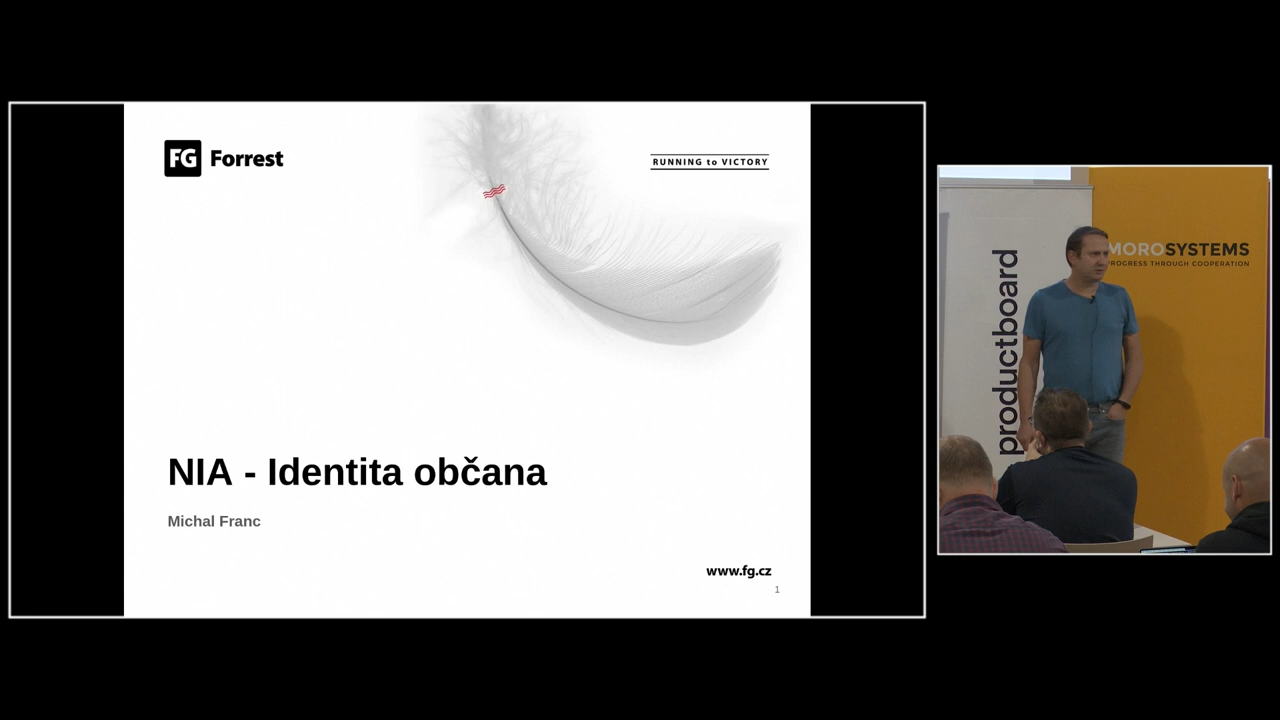 FG Forrest
RUNNING to VICTORY
NIA - Identita občana
Michal Franc
www.fg.cz
1
productboard
MOROSYSTEMS
PROGRESS THROUGH COOPERATION